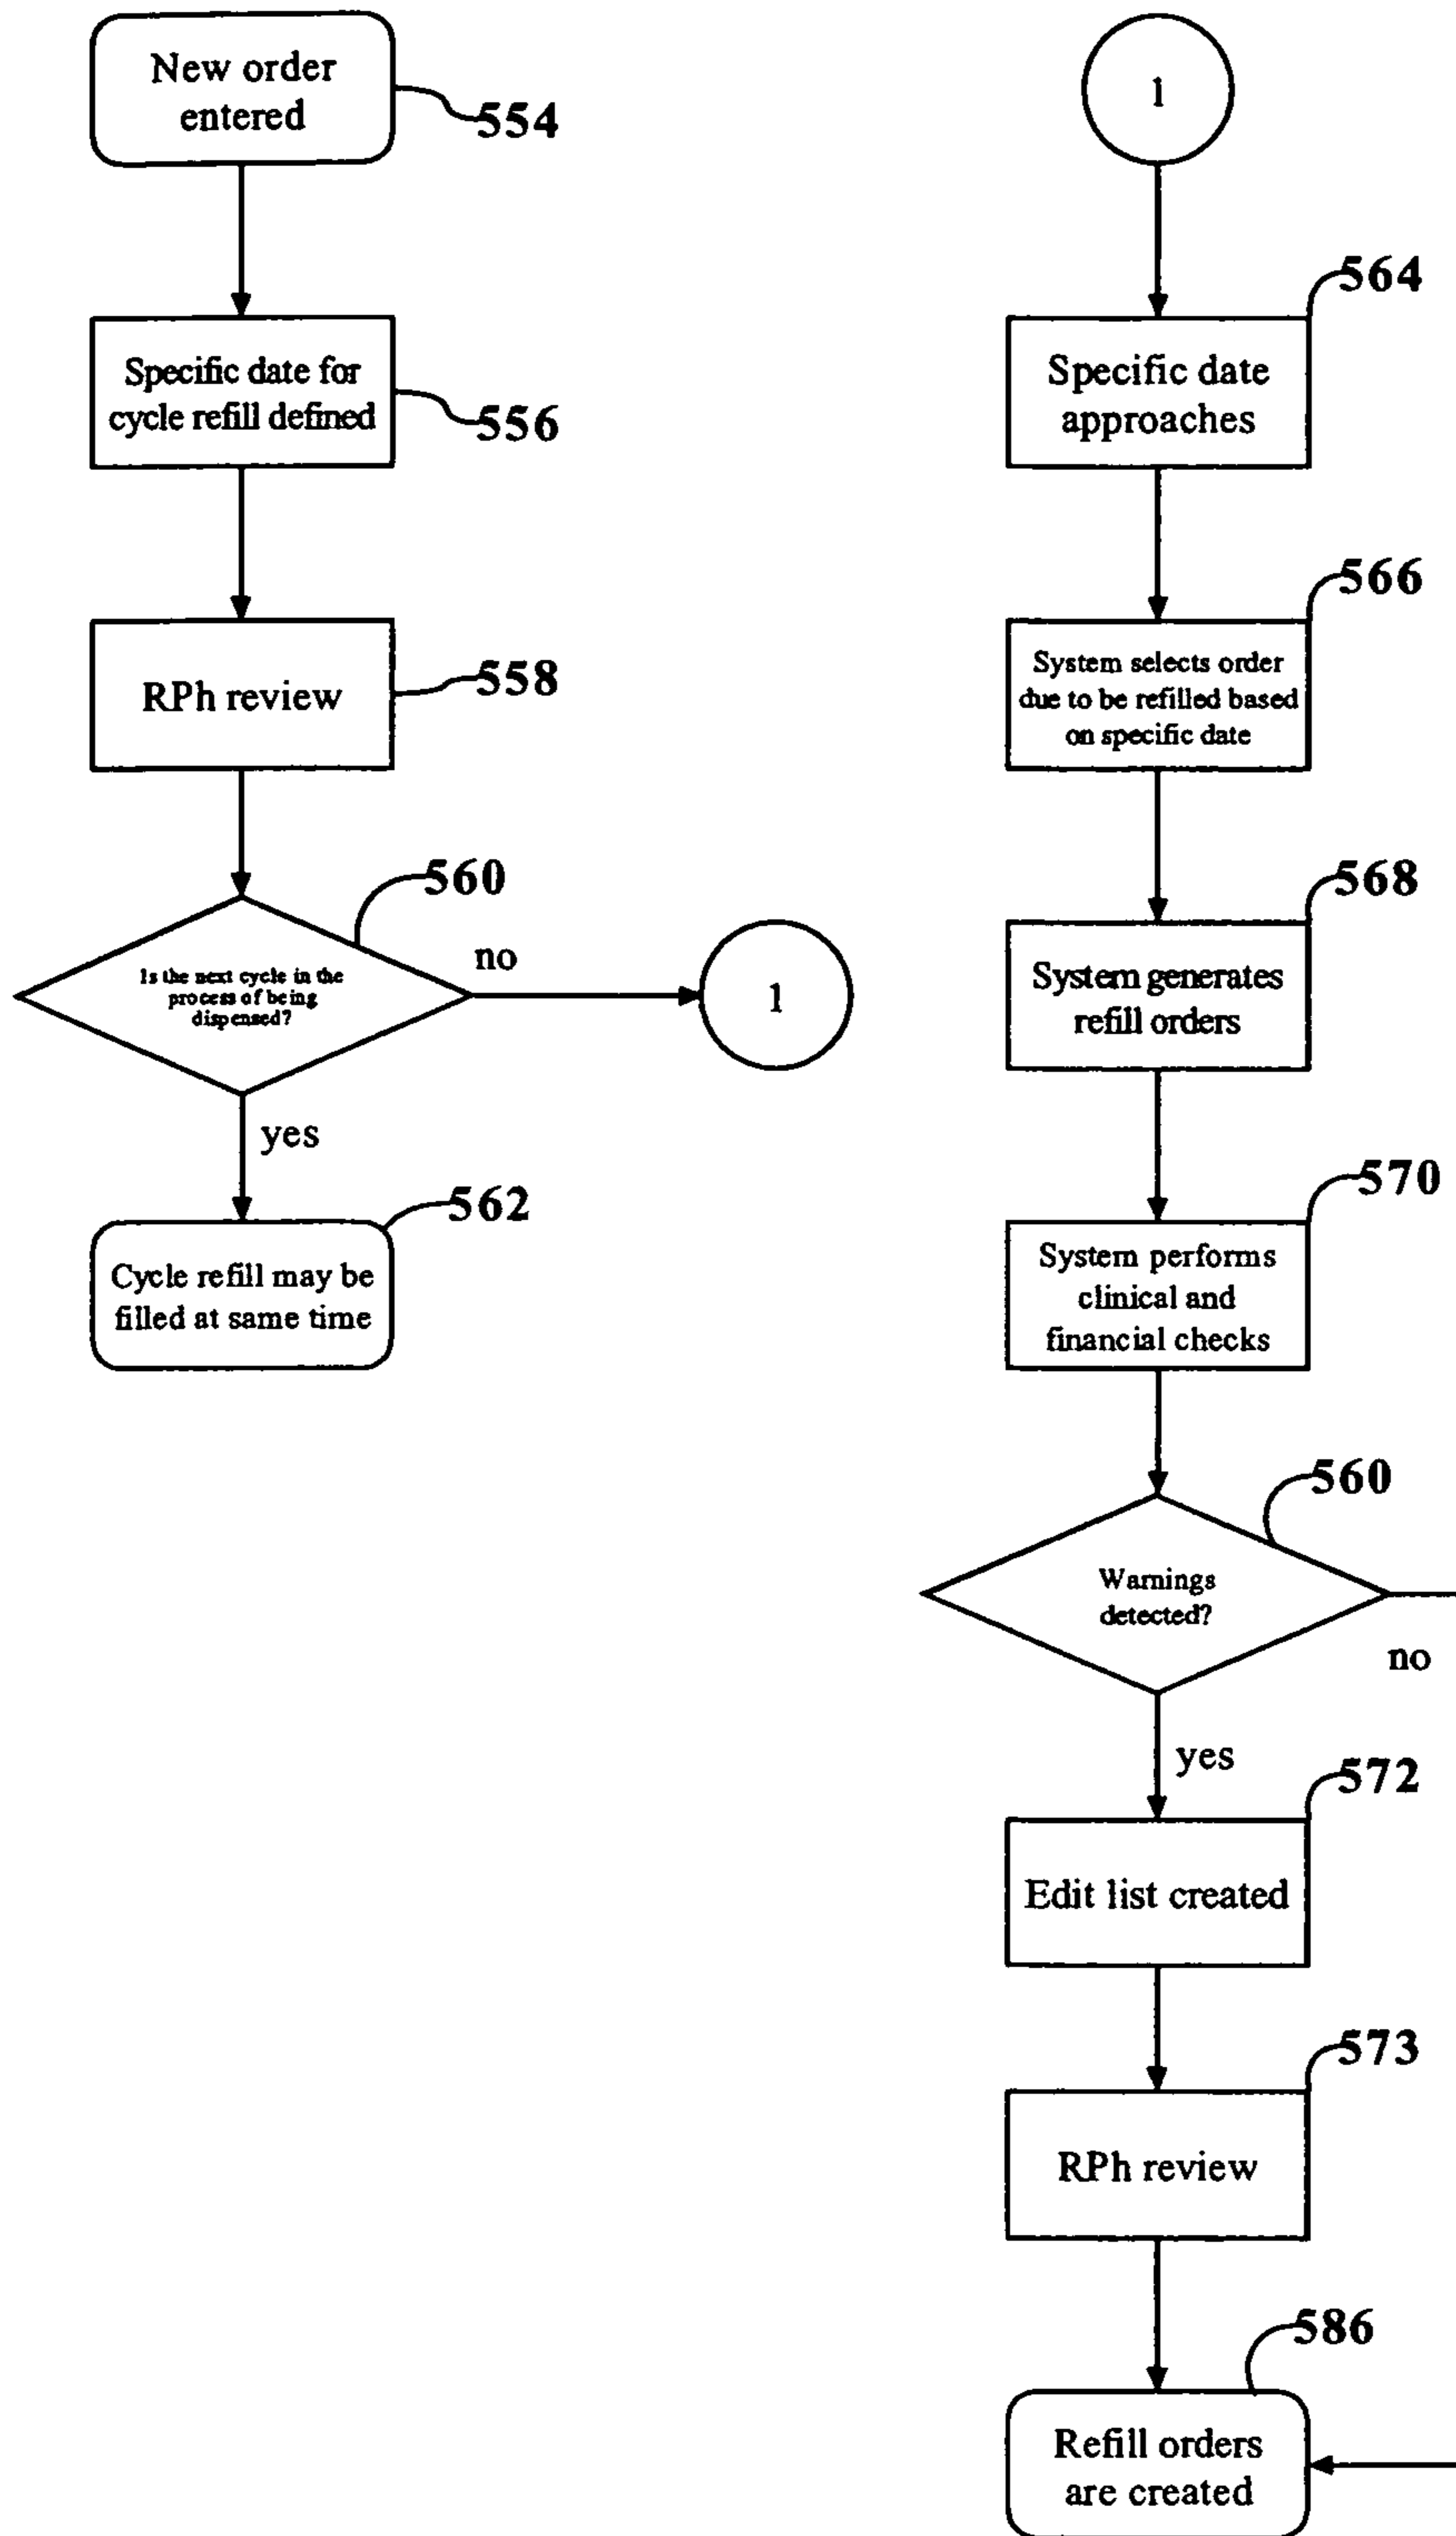 New order
entered
554
Specific date for
cycle refill defined
556
RPh review
558
560
Is the next cycle in the
process of being
dispensed?
no
1
yes
562
Cycle refill may be
filled at same time
1
564
Specific date
approaches
566
System selects order
due to be refilled based
on specific date
568
System generates
refill orders
570
System performs
clinical and
financial checks
560
Warnings
detected?
no
yes
572
Edit list created
573
RPh review
586
Refill orders
are created